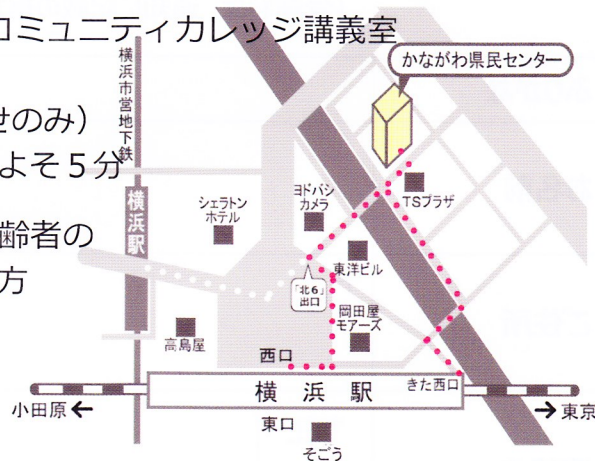 コミュニティカレッジ講義室
かながわ県民センター
横浜市営地下鉄
せのみ）
よそ５分
横浜駅
シェラトン
ホテル
ヨドバシ
カメラ
TSプラザ
齢者の
方
東洋ビル
「北6」
出口
岡田屋
モアーズ
高島屋
西口
きた西口
横浜駅
小田原←
→東京
東口
そごう